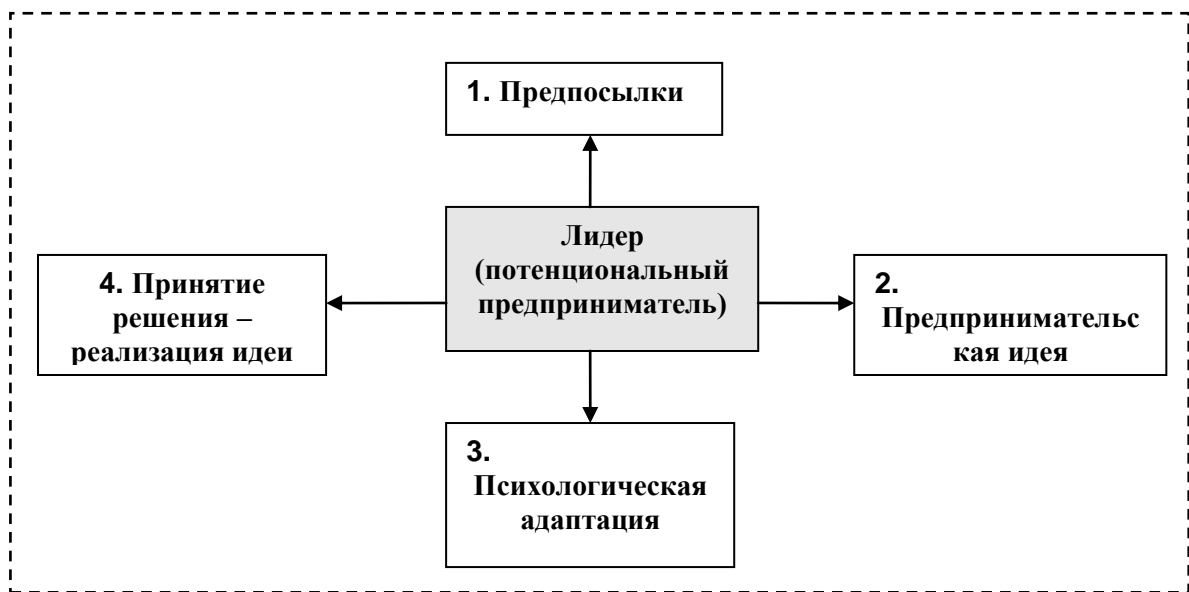 1. Предпосылки
Лидер
(потенциональный
предприниматель)
4. Принятие
решения –
реализация идеи
2.
Предпринимательс
кая идея
3.
Психологическая
адаптация